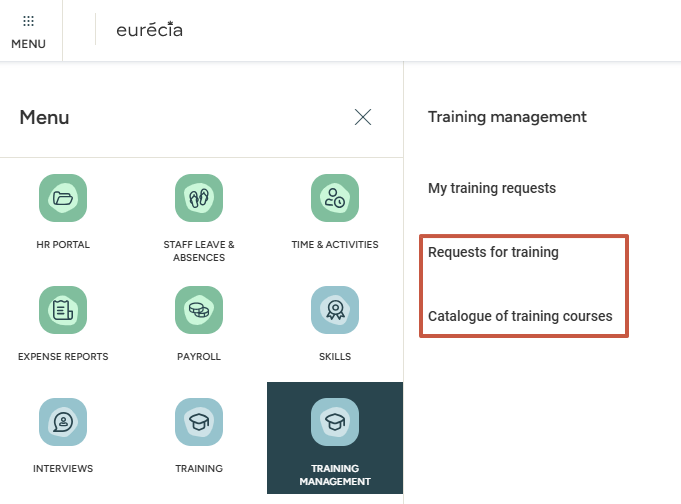 MENU
eurécia
Menu
HR PORTAL
STAFF LEAVE &
ABSENCES
TIME & ACTIVITIES
EXPENSE REPORTS
PAYROLL
SKILLS
INTERVIEWS
TRAINING
TRAINING
MANAGEMENT
Training management
My training requests
Requests for training
Catalogue of training courses